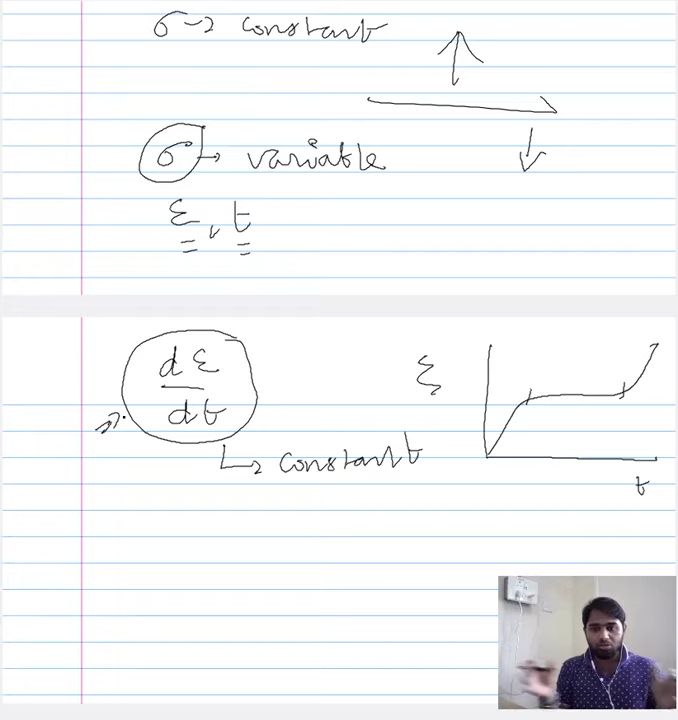 σ → constant
σ → variable
ε, t
dε
dt
ε
→ constant
t